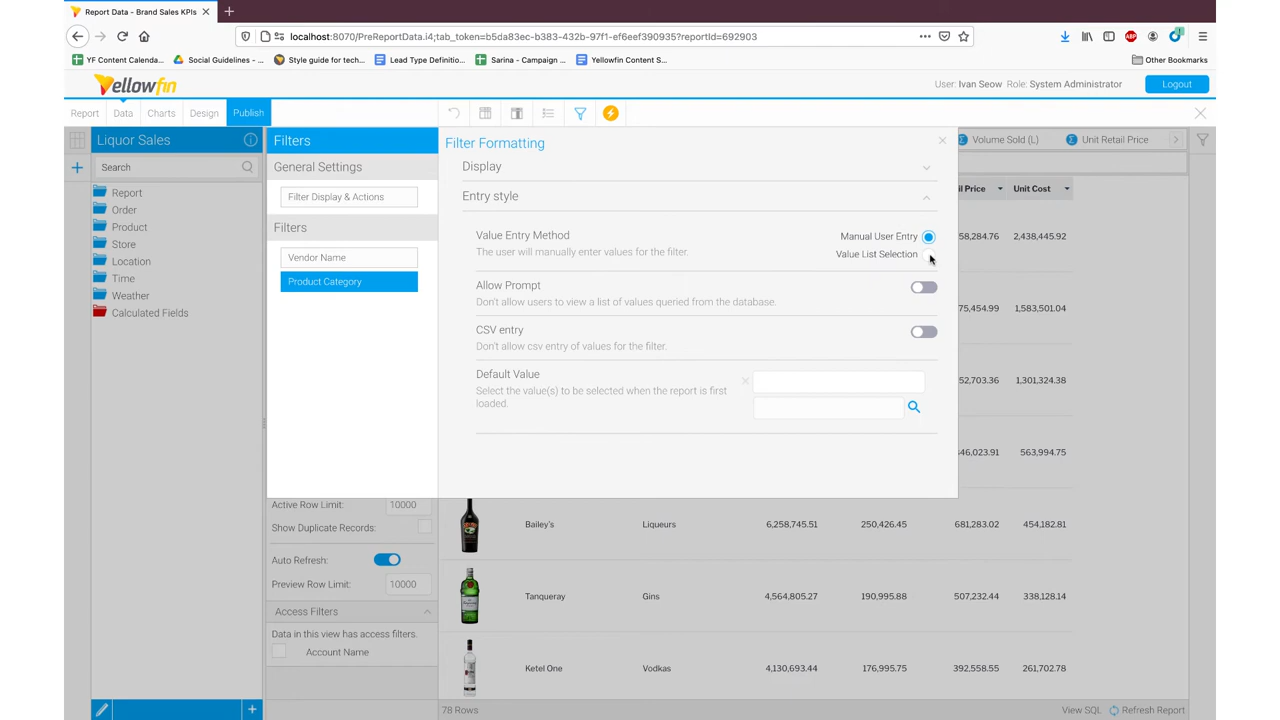 Report Data - Brand Sales KPIs
localhost:8070/PreReportData.i4;tab_token=b5da83ec-b383-432b-97f1-ef6eef390935?reportId=692903
YF Content Calenda... Social Guidelines - ... Style guide for tech... Lead Type Definitio... Sarina - Campaign ... Yellowfin Content S... Other Bookmarks
Yellowfin
User: Ivan Seow Role: System Administrator Logout
Report Data Charts Design Publish
Liquor Sales
Search
Report
Order
Product
Store
Location
Time
Weather
Calculated Fields
Filters
General Settings
Filter Display & Actions
Filters
Vendor Name
Product Category
Active Row Limit: 10000
Show Duplicate Records:
Auto Refresh:
Preview Row Limit: 10000
Access Filters
Data in this view has access filters.
Account Name
Filter Formatting
Display
Entry style
Value Entry Method
The user will manually enter values for the filter.
Manual User Entry
Value List Selection
Allow Prompt
Don't allow users to view a list of values queried from the database.
CSV entry
Don't allow csv entry of values for the filter.
Default Value
Select the value(s) to be selected when the report is first
loaded.
Volume Sold (L) Unit Retail Price
il Price Unit Cost
58,284.76 2,438,445.92
75,454.99 1,583,501.04
52,703.36 1,301,324.38
46,023.91 563,994.75
Bailey's Liqueurs 6,258,745.51 250,426.45 681,283.02 454,182.81
Tanqueray Gins 4,564,805.27 190,995.88 507,232.44 338,128.14
Ketel One Vodkas 4,130,693.44 176,995.75 392,558.55 261,702.78
78 Rows View SQL Refresh Report